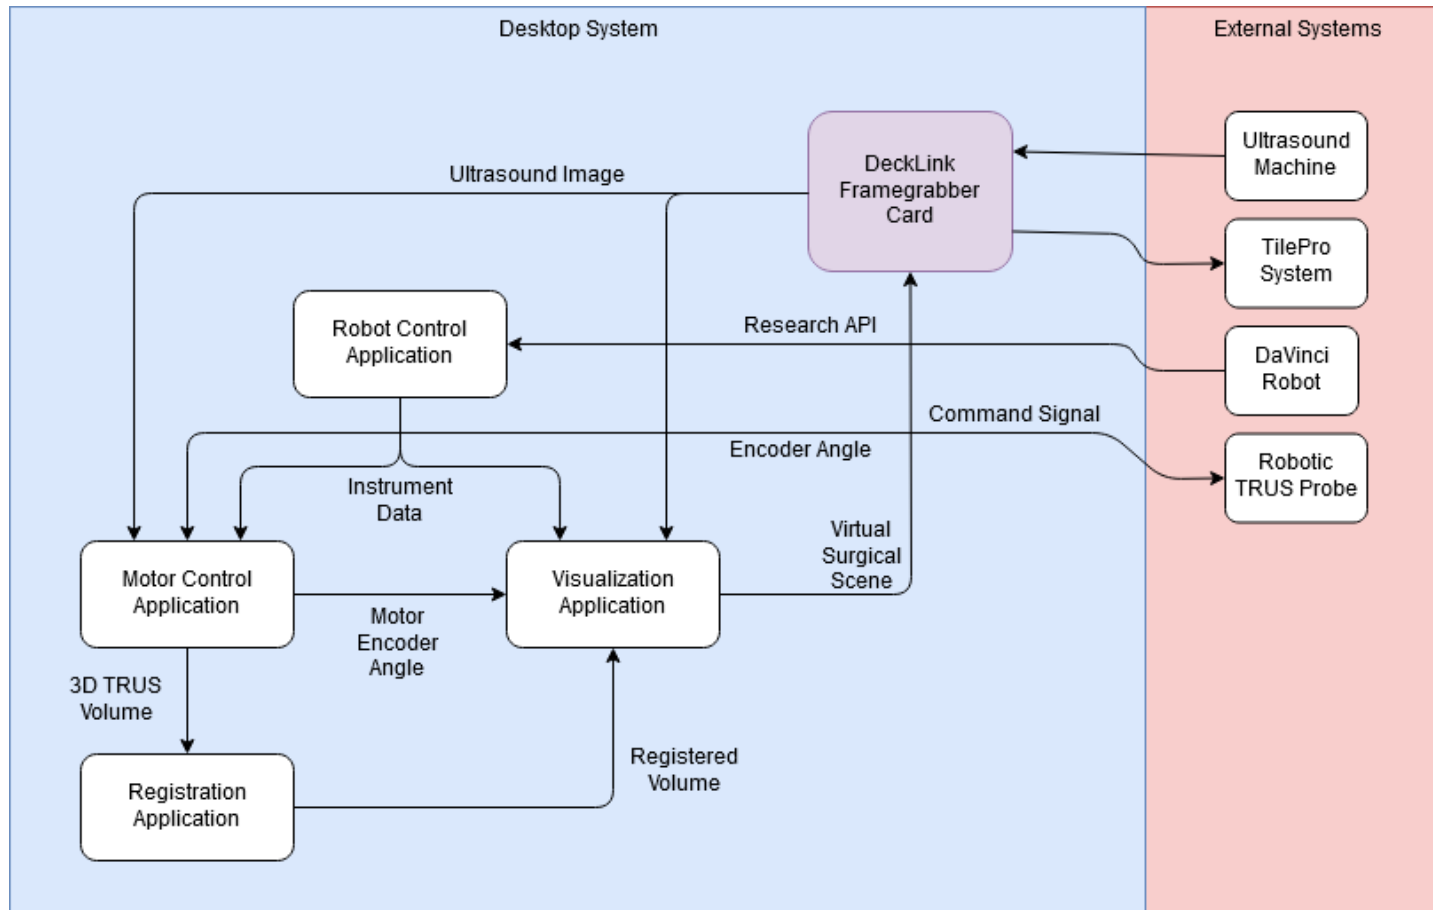 Desktop System
External Systems
DeckLink
Framegrabber
Card
Ultrasound
Machine
Ultrasound Image
TilePro
System
Robot Control
Application
Research API
DaVinci
Robot
Command Signal
Encoder Angle
Robotic
TRUS Probe
Instrument
Data
Virtual
Surgical
Scene
Motor Control
Application
Visualization
Application
Motor
Encoder
Angle
3D TRUS
Volume
Registered
Volume
Registration
Application